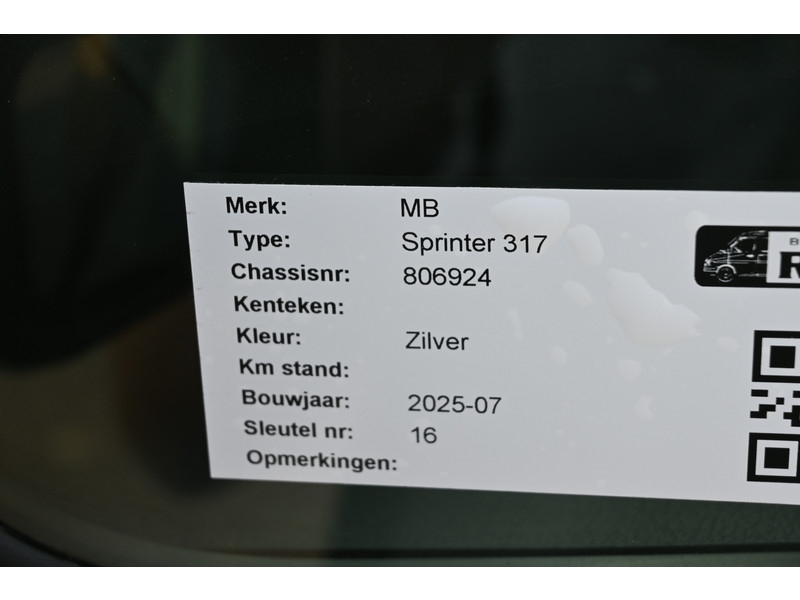 Merk: MB
Type: Sprinter 317
Chassisnr: 806924
Kenteken:
Kleur: Zilver
Km stand:
Bouwjaar: 2025-07
Sleutel nr: 16
Opmerkingen: